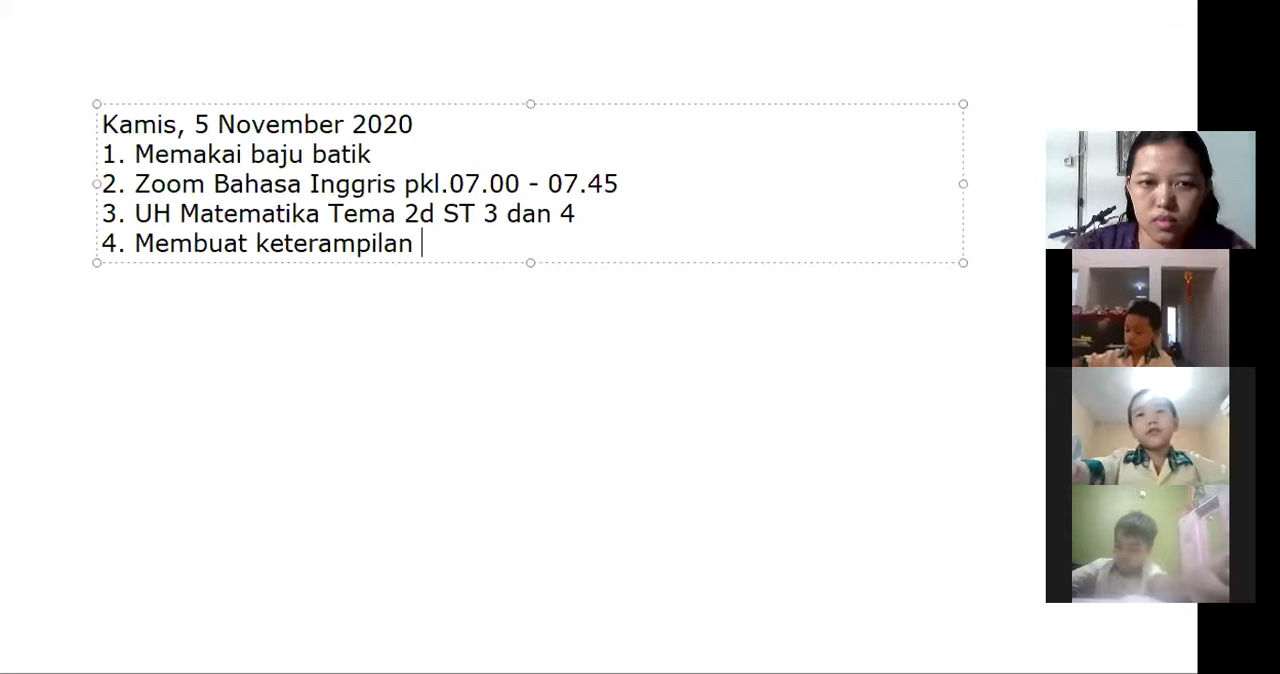 Kamis, 5 November 2020
1. Memakai baju batik
2. Zoom Bahasa Inggris pkl.07.00 - 07.45
3. UH Matematika Tema 2d ST 3 dan 4
4. Membuat keterampilan